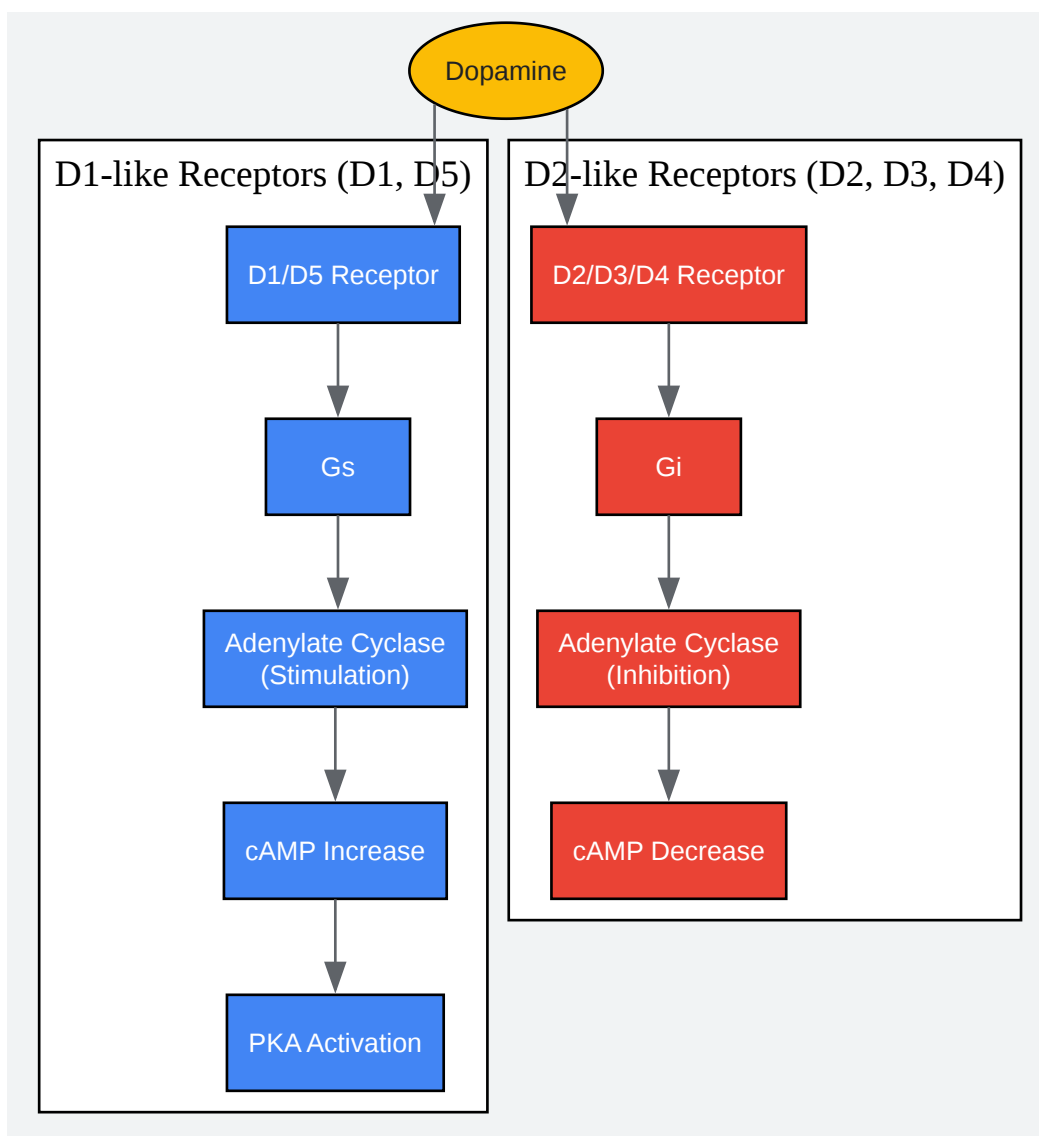 Dopamine
D1-like Receptors (D1, D5)
D1/D5 Receptor
Gs
Adenylate Cyclase
(Stimulation)
cAMP Increase
PKA Activation
D2-like Receptors (D2, D3, D4)
D2/D3/D4 Receptor
Gi
Adenylate Cyclase
(Inhibition)
cAMP Decrease